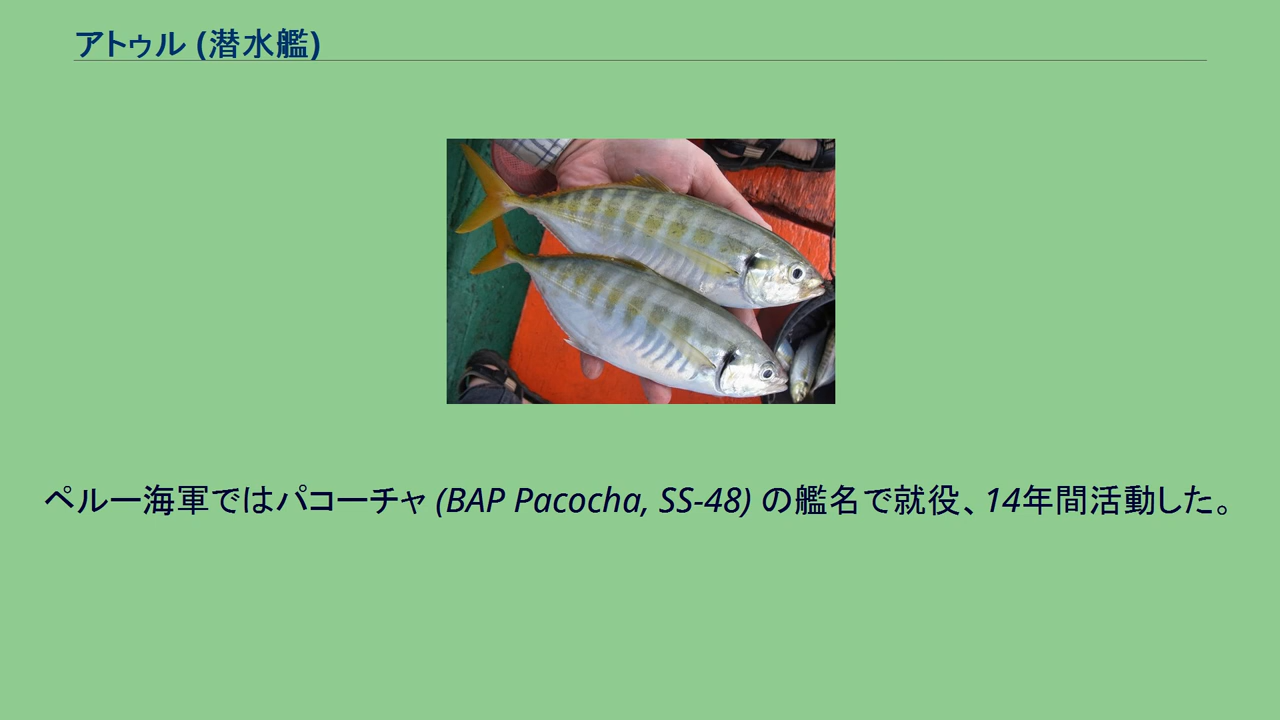 アトゥル (潜水艦)
ペルー海軍ではパコーチャ (BAP Pacocha, SS-48) の艦名で就役、14年間活動した。